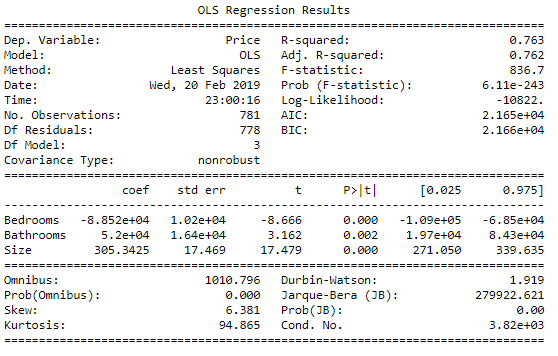 OLS Regression Results
Dep. Variable: Price R-squared: 0.763
Model: OLS Adj. R-squared: 0.762
Method: Least Squares F-statistic: 836.7
Date: Wed, 20 Feb 2019 Prob (F-statistic): 6.11e-243
Time: 23:00:16 Log-Likelihood: -10822.
No. Observations: 781 AIC: 2.165e+04
Df Residuals: 778 BIC: 2.166e+04
Df Model: 3
Covariance Type: nonrobust
coef std err t P>|t| [0.025 0.975]
Bedrooms -8.852e+04 1.02e+04 -8.666 0.000 -1.09e+05 -6.85e+04
Bathrooms 5.2e+04 1.64e+04 3.162 0.002 1.97e+04 8.43e+04
Size 305.3425 17.469 17.479 0.000 271.050 339.635
Omnibus: 1010.796 Durbin-Watson: 1.919
Prob(Omnibus): 0.000 Jarque-Bera (JB): 279922.621
Skew: 6.381 Prob(JB): 0.00
Kurtosis: 94.865 Cond. No. 3.82e+03